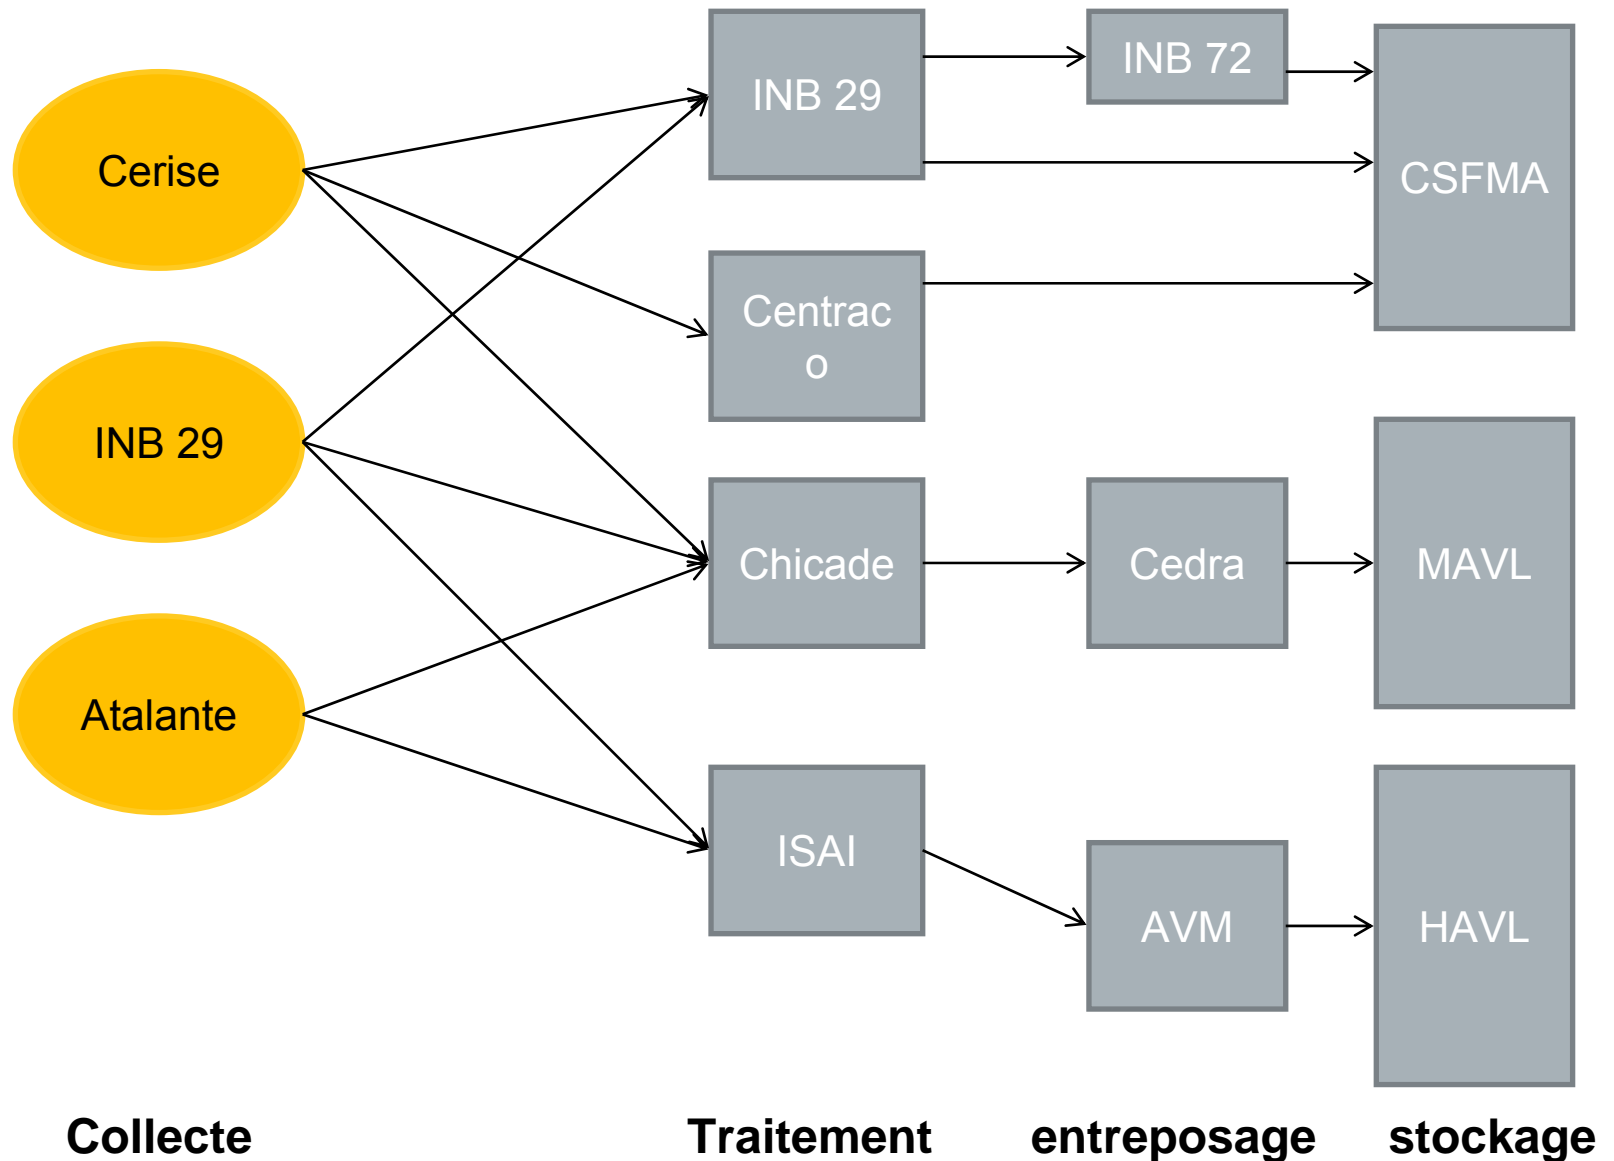 Cerise
INB 29
Atalante
INB 29
Centrac
o
Chicade
ISAI
INB 72
Cedra
AVM
CSFMA
MAVL
HAVL
Collecte
Traitement
entreposage
stockage